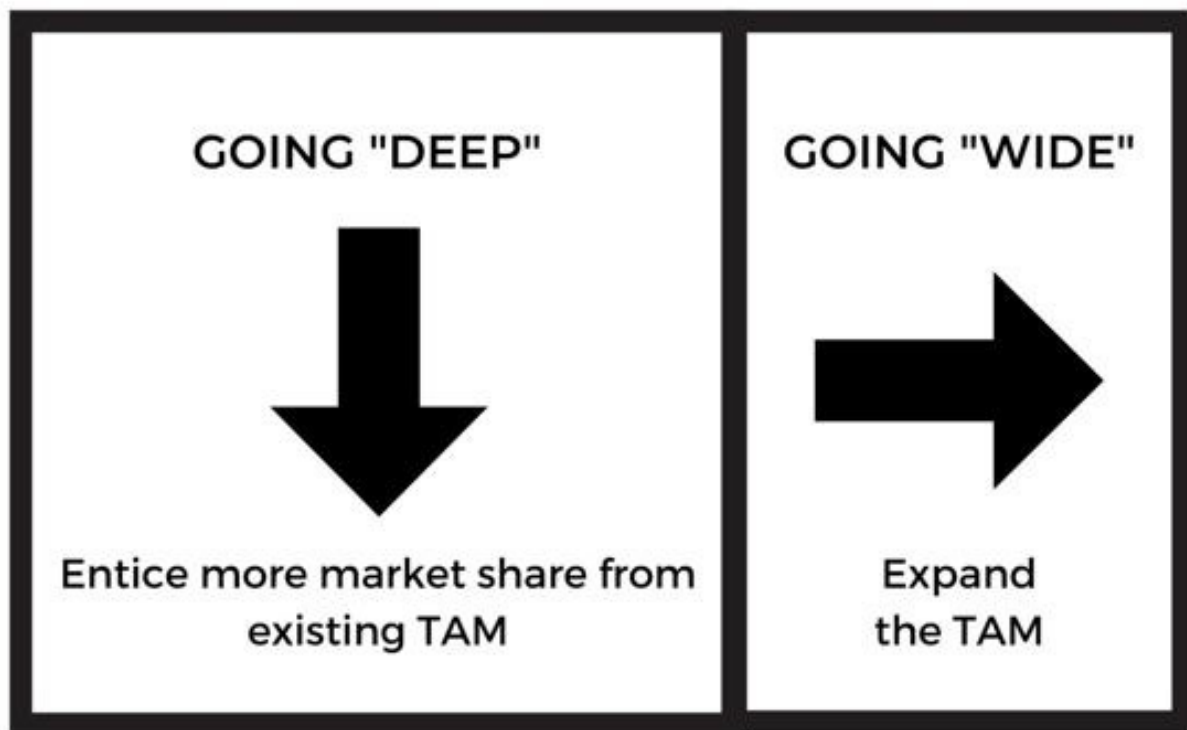 GOING "DEEP"
Entice more market share from
existing TAM
GOING "WIDE"
Expand
the TAM